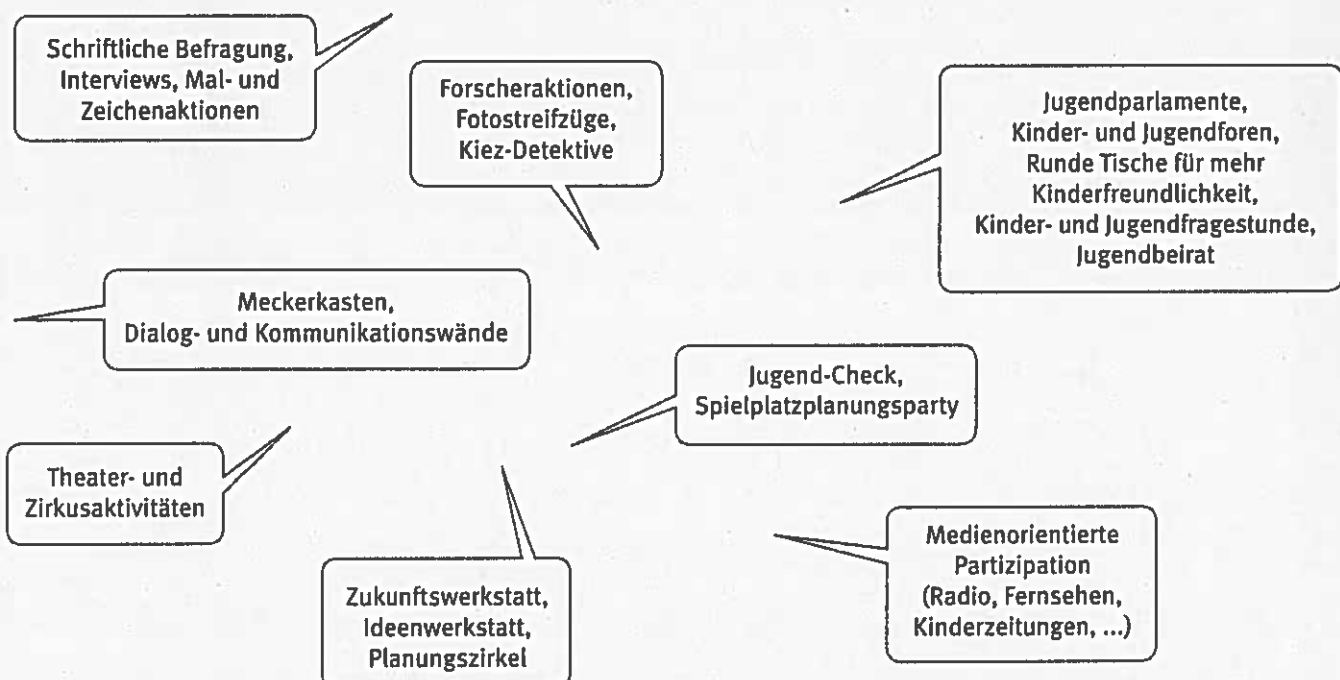 Schriftliche Befragung,
Interviews, Mal- und
Zeichenaktionen
Forscheraktionen,
Fotostreifzüge,
Kiez-Detektive
Jugendparlamente,
Kinder- und Jugendforen,
Runde Tische für mehr
Kinderfreundlichkeit,
Kinder- und Jugendfragestunde,
Jugendbeirat
Meckerkasten,
Dialog- und Kommunikationswände
Jugend-Check,
Spielplatzplanungsparty
Theater- und
Zirkusaktivitäten
Zukunftswerkstatt,
Ideenwerkstatt,
Planungszirkel
Medienorientierte
Partizipation
(Radio, Fernsehen,
Kinderzeitungen, ...)